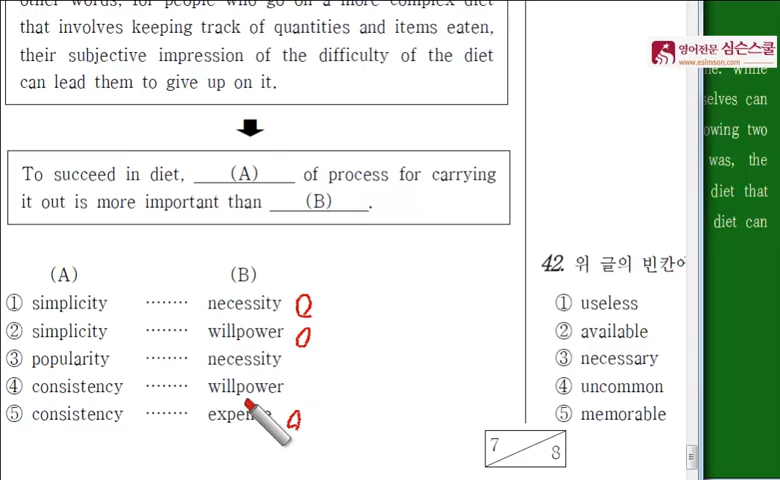 other words, for people who go on a more complex diet
that involves keeping track of quantities and items eaten,
their subjective impression of the difficulty of the diet
can lead them to give up on it.
To succeed in diet, (A) of process for carrying
it out is more important than (B).
(A) (B)
① simplicity ········ necessity
② simplicity ········ willpower
③ popularity ········ necessity
④ consistency ········ willpower
⑤ consistency ········ expense
42. 위 글의 빈칸에
① useless
② available
③ necessary
④ uncommon
⑤ memorable
7 8
영어전문 심슨스쿨
www.eslmson.com
me. While
selves can
owing two
was, the
diet that
diet can